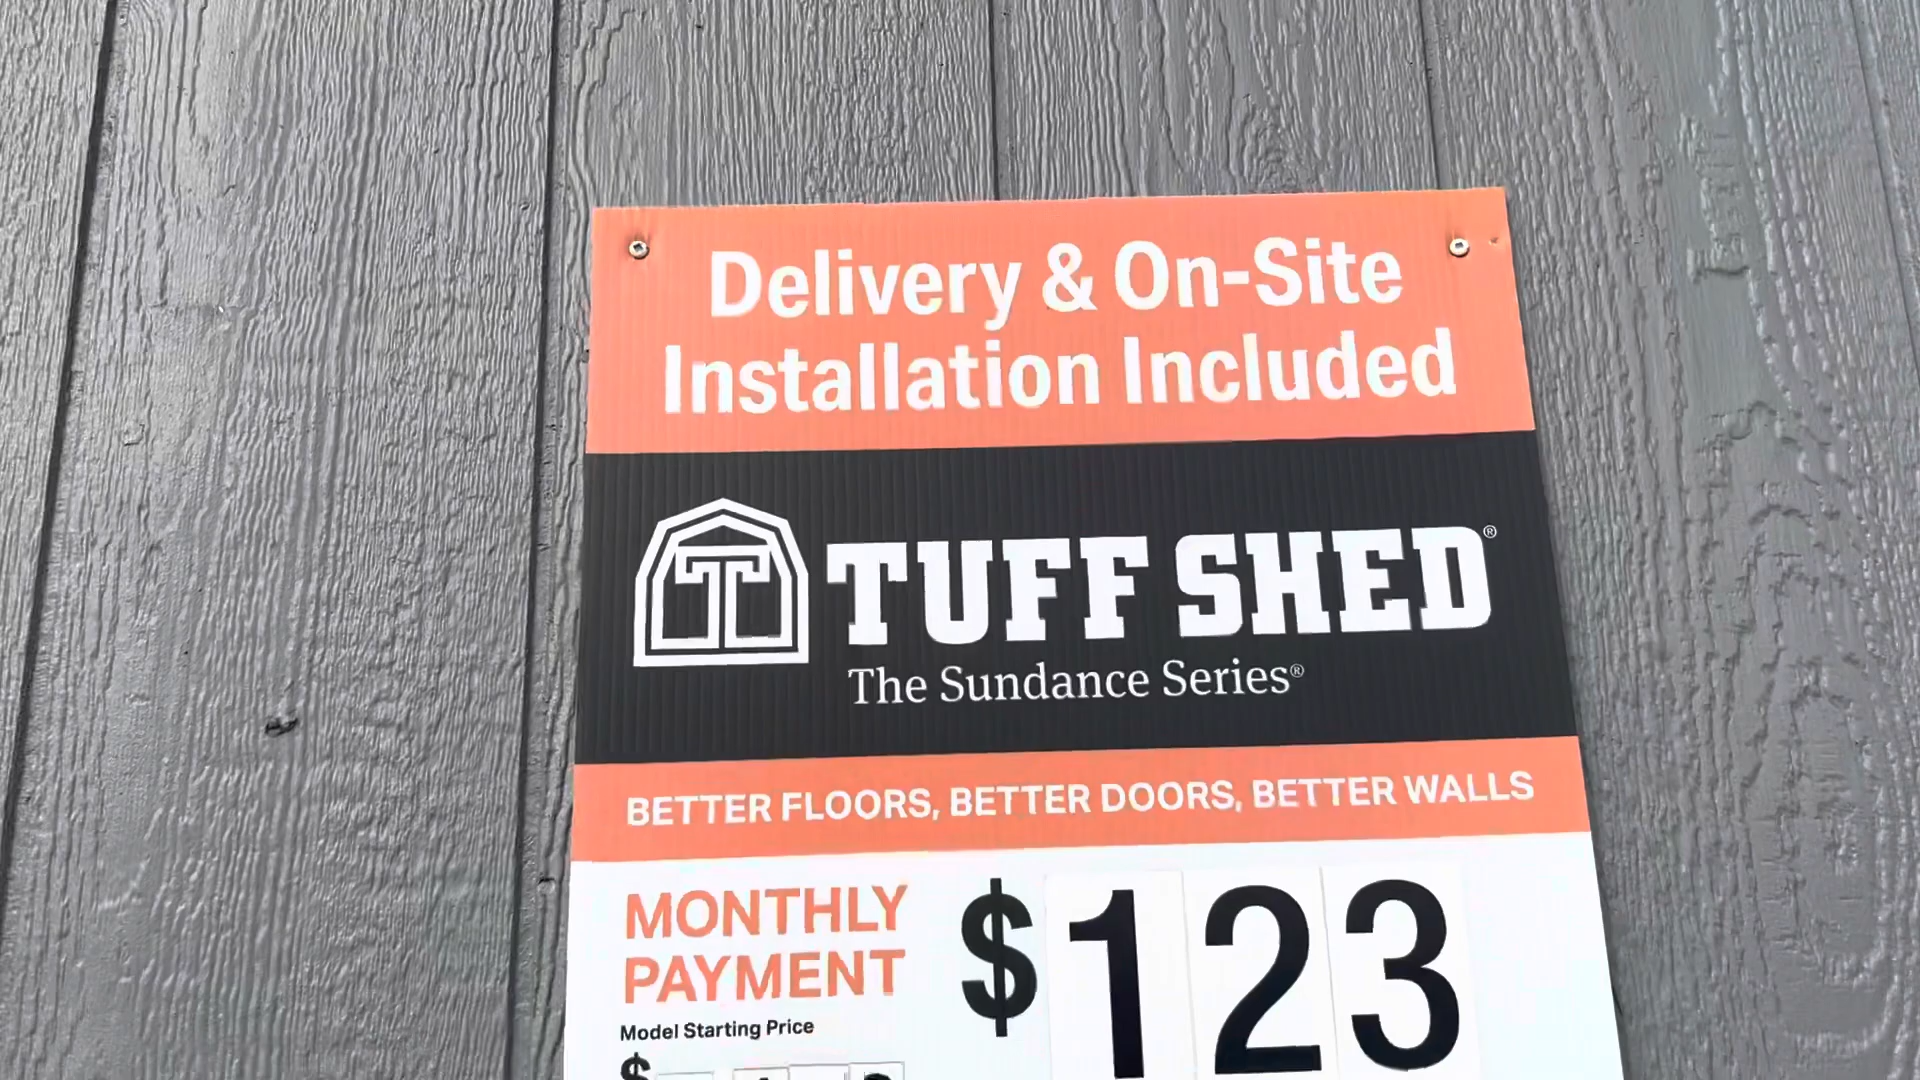 Delivery & On-Site
Installation Included
TUFF SHED®
The Sundance Series®
BETTER FLOORS, BETTER DOORS, BETTER WALLS
MONTHLY
PAYMENT
$123
Model Starting Price
$